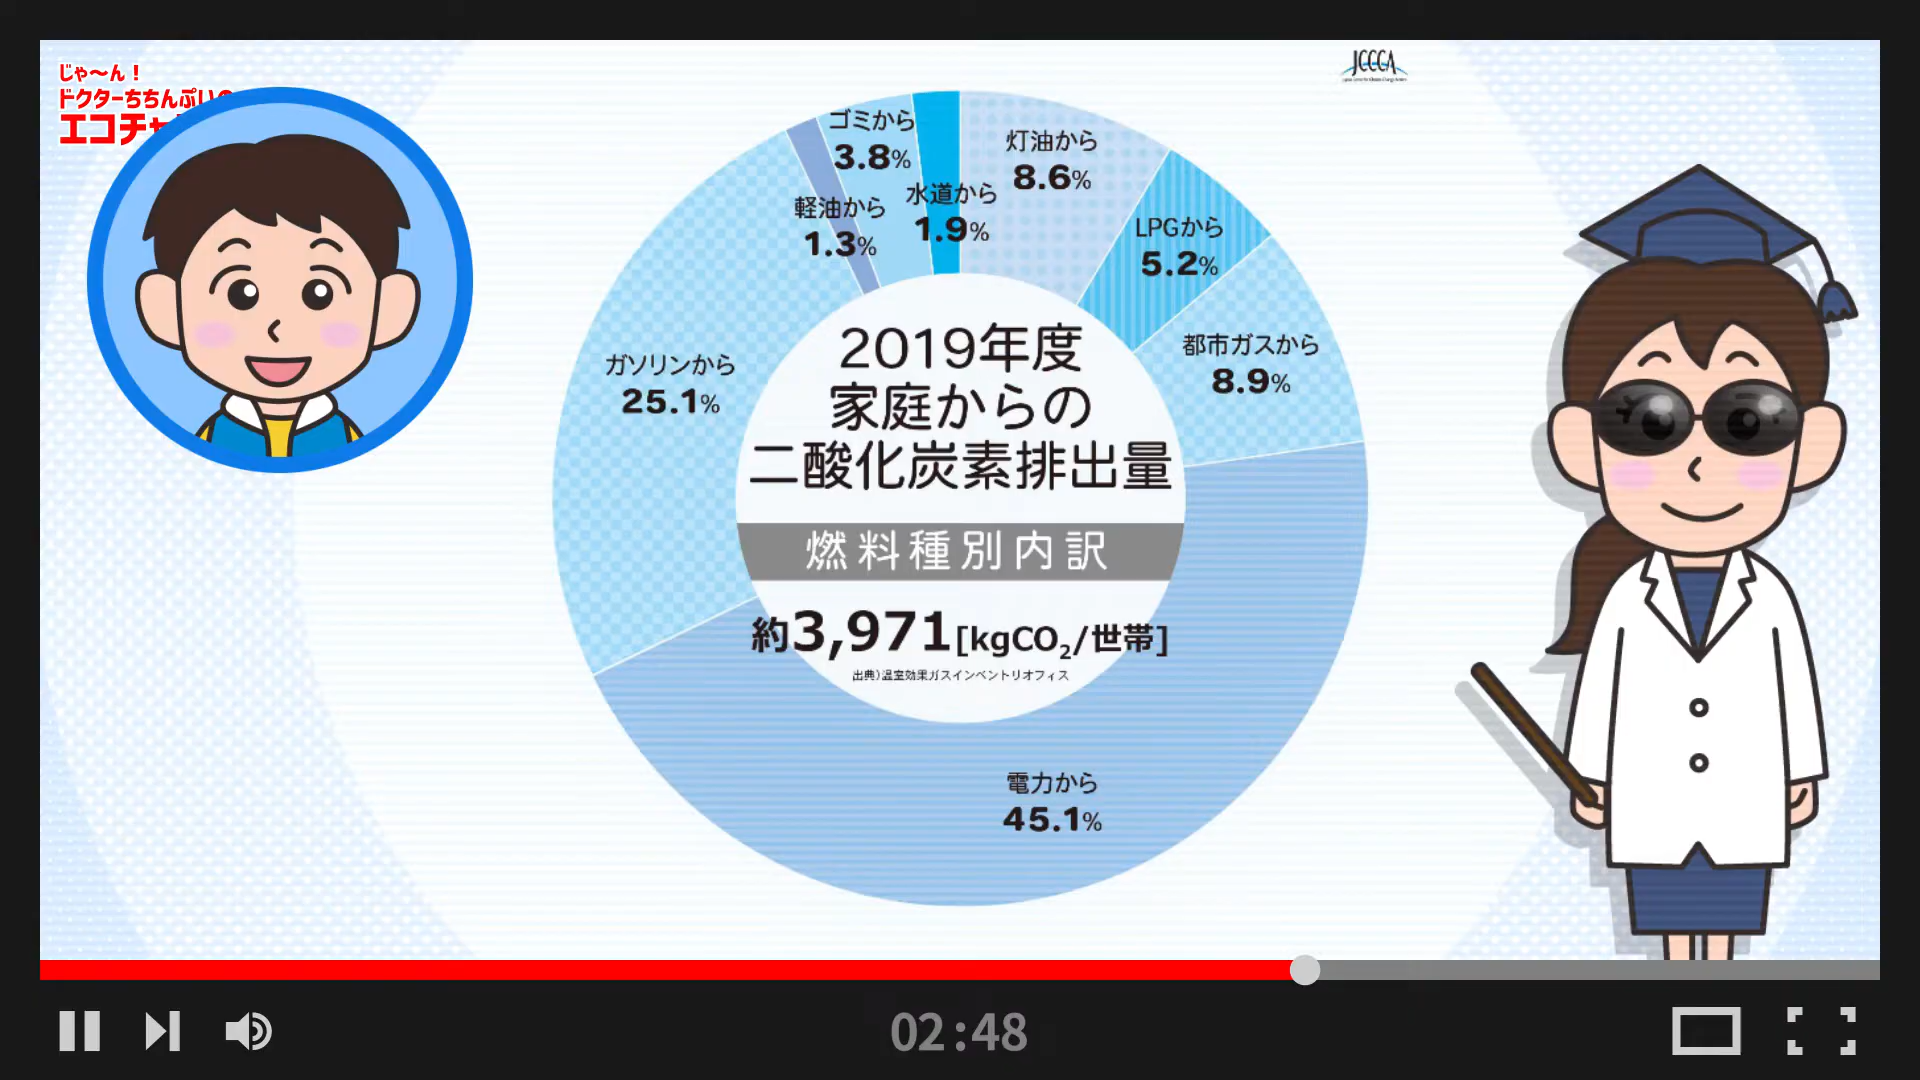 じゃ〜ん！
ドクターちちんぷいの
エコチャ
JCCCA
ゴミから
3.8%
灯油から
8.6%
水道から
1.9%
軽油から
1.3%
LPGから
5.2%
都市ガスから
8.9%
ガソリンから
25.1%
2019年度
家庭からの
二酸化炭素排出量
燃料種別内訳
約3,971[kgCO₂/世帯]
出典）温室効果ガスインベントリオフィス
電力から
45.1%
02:48